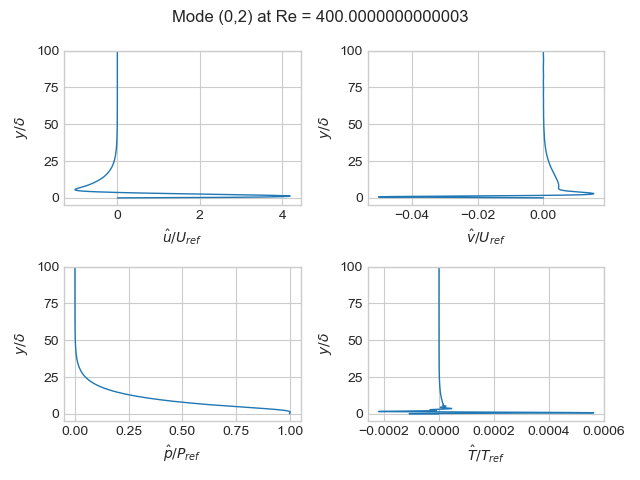 Mode (0,2) at Re = 400.0000000000003
100
75
50
25
0
y/δ
0 2 4
û/U_ref
100
75
50
25
0
y/δ
−0.04 −0.02 0.00
v̂/U_ref
100
75
50
25
0
y/δ
0.00 0.25 0.50 0.75 1.00
p̂/P_ref
100
75
50
25
0
y/δ
−0.0002 0.0000 0.0002 0.0004 0.0006
T̂/T_ref